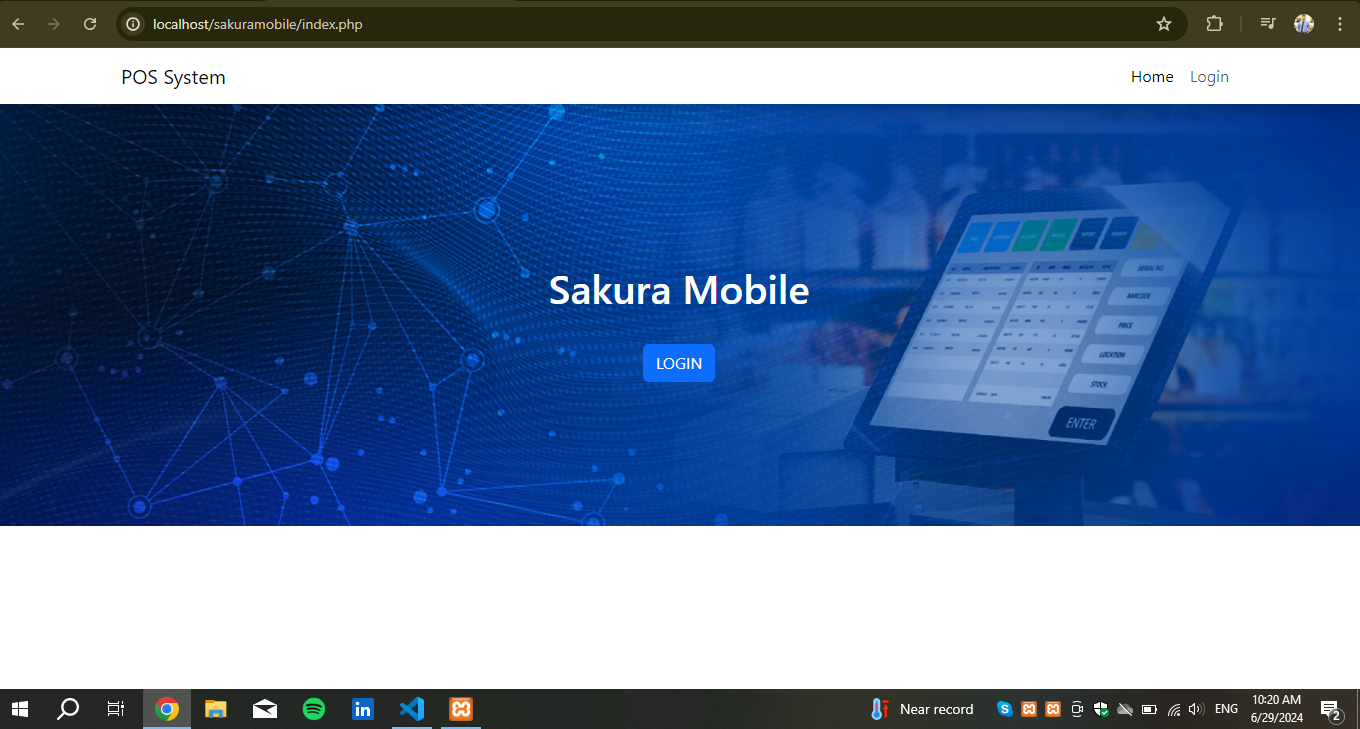 localhost/sakuramobile/index.php
POS System
Home Login
Sakura Mobile
LOGIN
SERIAL NO.
BARCODE
PRICE
LOCATION
STOCK
ENTER
Near record
ENG
10:20 AM
6/29/2024
2